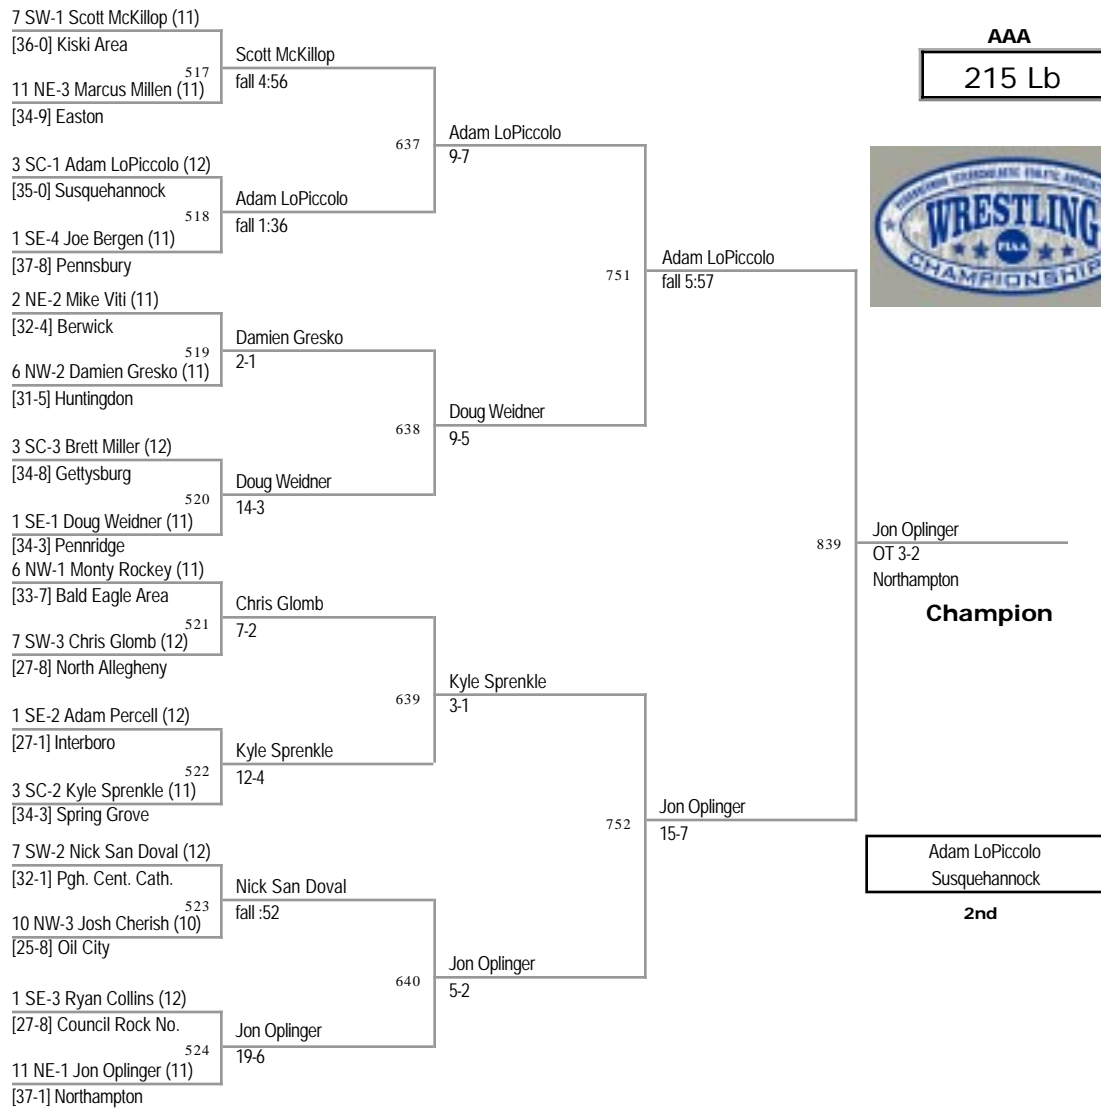 7 SW-1 Scott McKillop (11)
[36-0] Kiski Area
517
11 NE-3 Marcus Millen (11)
[34-9] Easton
3 SC-1 Adam LoPiccolo (12)
[35-0] Susquehannock
518
1 SE-4 Joe Bergen (11)
[37-8] Pennsbury
2 NE-2 Mike Viti (11)
[32-4] Berwick
519
6 NW-2 Damien Gresko (11)
[31-5] Huntingdon
3 SC-3 Brett Miller (12)
[34-8] Gettysburg
520
1 SE-1 Doug Weidner (11)
[34-3] Pennridge
6 NW-1 Monty Rockey (11)
[33-7] Bald Eagle Area
521
7 SW-3 Chris Glomb (12)
[27-8] North Allegheny
1 SE-2 Adam Percell (12)
[27-1] Interboro
522
3 SC-2 Kyle Sprenkle (11)
[34-3] Spring Grove
7 SW-2 Nick San Doval (12)
[32-1] Pgh. Cent. Cath.
523
10 NW-3 Josh Cherish (10)
[25-8] Oil City
1 SE-3 Ryan Collins (12)
[27-8] Council Rock No.
524
11 NE-1 Jon Oplinger (11)
[37-1] Northampton
Scott McKillop
fall 4:56
637
Adam LoPiccolo
fall 1:36
Damien Gresko
2-1
638
Doug Weidner
14-3
Chris Glomb
7-2
639
Kyle Sprenkle
12-4
Nick San Doval
fall :52
640
Jon Oplinger
19-6
Adam LoPiccolo
9-7
751
Doug Weidner
9-5
Kyle Sprenkle
3-1
752
Jon Oplinger
5-2
Adam LoPiccolo
fall 5:57
839
Jon Oplinger
15-7
Jon Oplinger
OT 3-2
Northampton
Champion
AAA
215 Lb
WRESTLING
PIAA
CHAMPIONSHIP
Adam LoPiccolo
Susquehannock
2nd